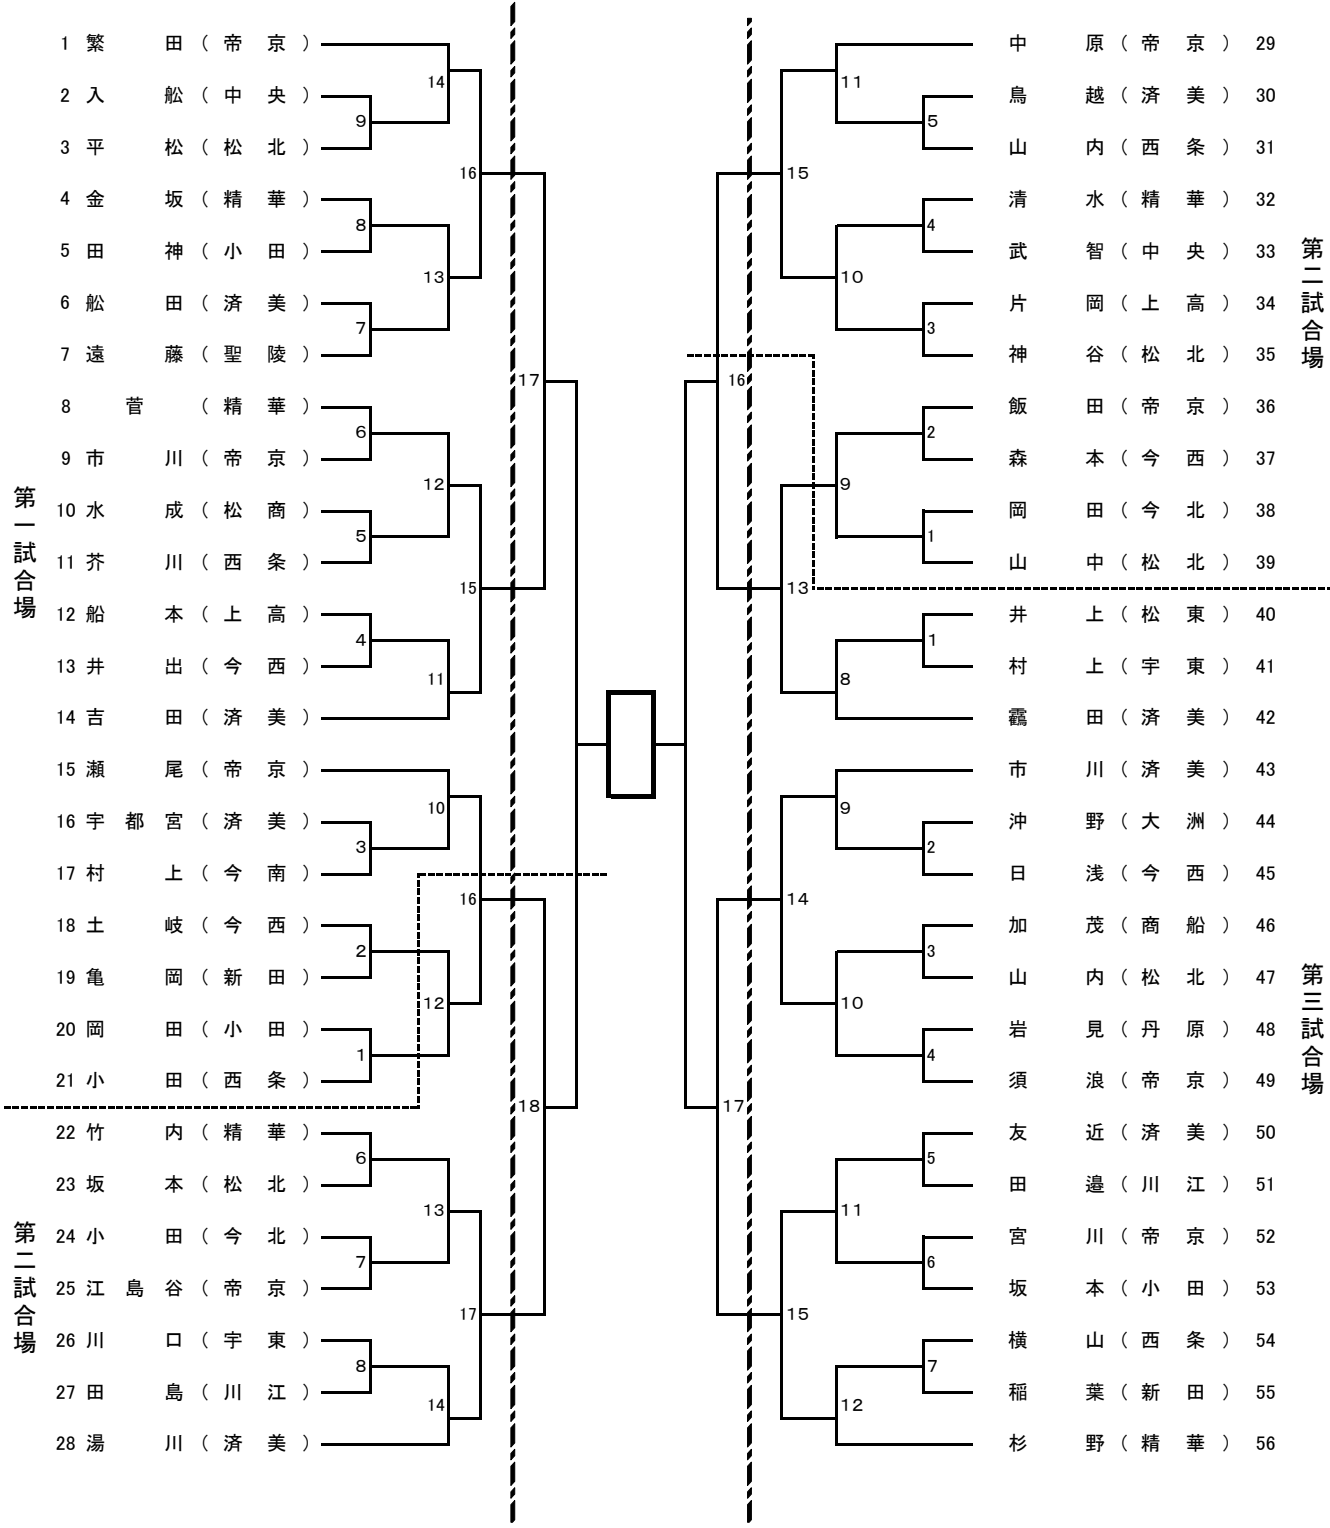 1 繁田（帝京）
2 入舩（中央）
3 平松（松北）
4 金坂（精華）
5 田神（小田）
6 舩田（済美）
7 遠藤（聖陵）
8 菅（精華）
9 市川（帝京）
10 水成（松商）
11 芥川（西条）
12 船本（上高）
13 井出（今西）
14 吉田（済美）
15 瀬尾（帝京）
16 宇都宮（済美）
17 村上（今南）
18 土岐（今西）
19 亀岡（新田）
20 岡田（小田）
21 小田（西条）
22 竹内（精華）
23 坂本（松北）
24 小田（今北）
25 江島谷（帝京）
26 川口（宇東）
27 田島（川江）
28 湯川（済美）
第一試合場
第二試合場
14
9
16
8
13
7
17
6
12
5
15
4
11
10
3
16
2
12
1
18
6
13
7
17
8
14
11
5
15
4
10
3
16
2
9
1
13
1
8
9
2
14
3
10
4
17
5
11
6
15
7
12
中原（帝京）29
鳥越（済美）30
山内（西条）31
清水（精華）32
武智（中央）33
片岡（上高）34
神谷（松北）35
飯田（帝京）36
森本（今西）37
岡田（今北）38
山中（松北）39
井上（松東）40
村上（宇東）41
田（済美）42
市川（済美）43
沖野（大洲）44
日浅（今西）45
加茂（商船）46
山内（松北）47
岩見（丹原）48
須浪（帝京）49
友近（済美）50
田邉（川江）51
宮川（帝京）52
坂本（小田）53
横山（西条）54
稲葉（新田）55
杉野（精華）56
第二試合場
第三試合場